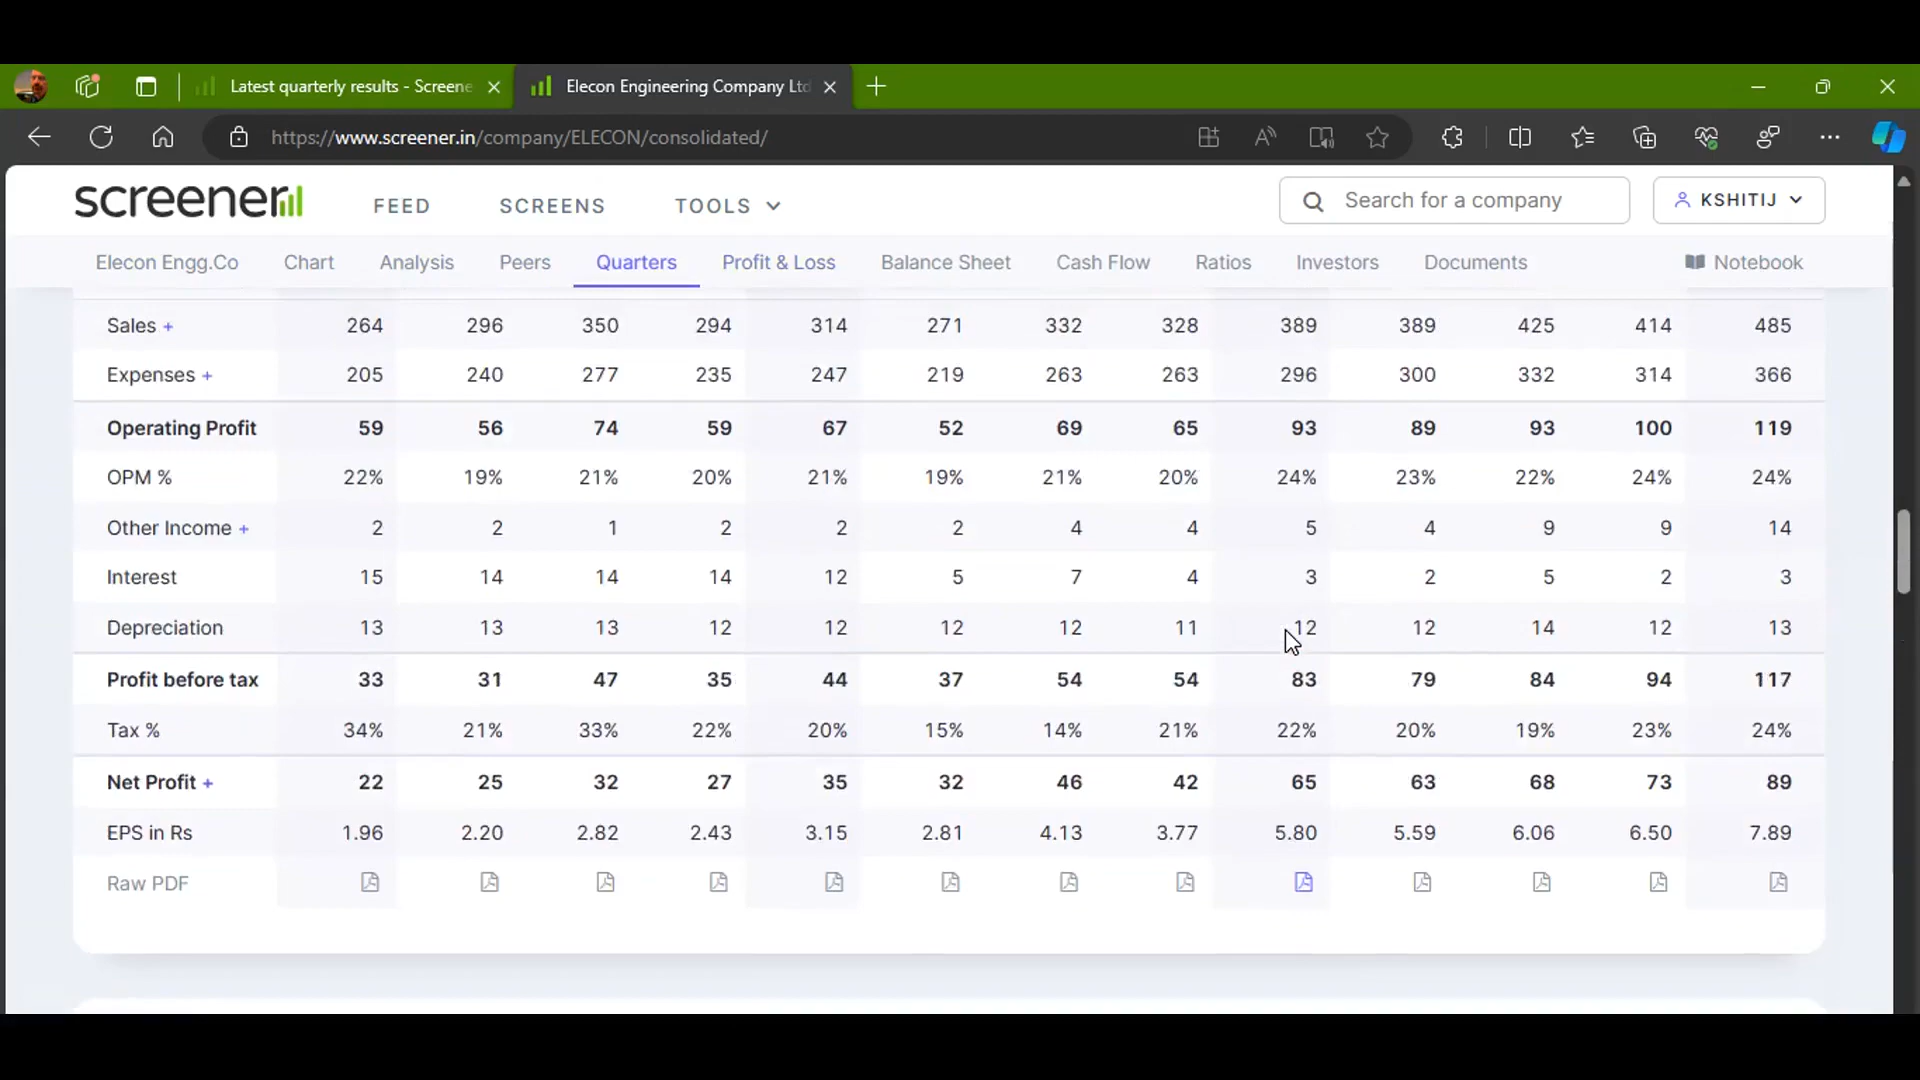 Latest quarterly results - Screene
Elecon Engineering Company Ltd
https://www.screener.in/company/ELECON/consolidated/
screener
FEED SCREENS TOOLS
Search for a company
KSHITIJ
Elecon Engg.Co Chart Analysis Peers Quarters Profit & Loss Balance Sheet Cash Flow Ratios Investors Documents Notebook
Sales + 264 296 350 294 314 271 332 328 389 389 425 414 485
Expenses + 205 240 277 235 247 219 263 263 296 300 332 314 366
Operating Profit 59 56 74 59 67 52 69 65 93 89 93 100 119
OPM % 22% 19% 21% 20% 21% 19% 21% 20% 24% 23% 22% 24% 24%
Other Income + 2 2 1 2 2 2 4 4 5 4 9 9 14
Interest 15 14 14 14 12 5 7 4 3 2 5 2 3
Depreciation 13 13 13 12 12 12 12 11 12 12 14 12 13
Profit before tax 33 31 47 35 44 37 54 54 83 79 84 94 117
Tax % 34% 21% 33% 22% 20% 15% 14% 21% 22% 20% 19% 23% 24%
Net Profit + 22 25 32 27 35 32 46 42 65 63 68 73 89
EPS in Rs 1.96 2.20 2.82 2.43 3.15 2.81 4.13 3.77 5.80 5.59 6.06 6.50 7.89
Raw PDF